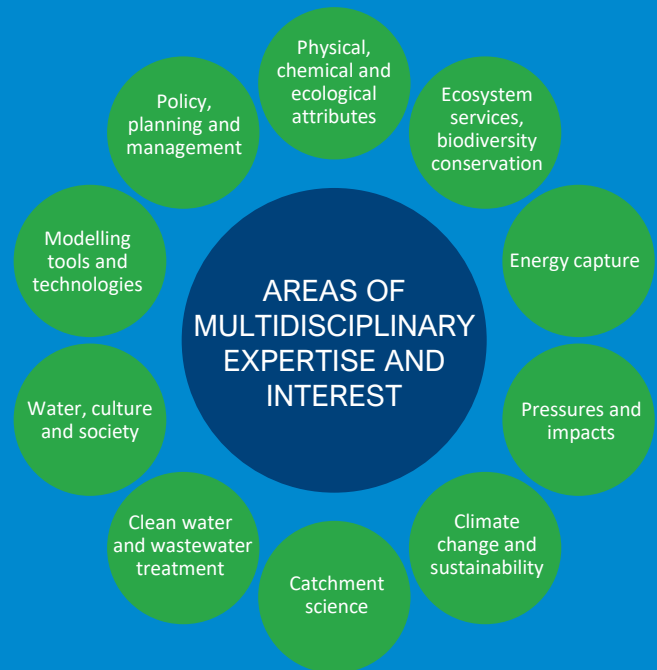 Physical,
chemical and
ecological
attributes
Ecosystem
services,
biodiversity
conservation
Energy capture
Pressures and
impacts
Climate
change and
sustainability
Catchment
science
Clean water
and wastewater
treatment
Water, culture
and society
Modelling
tools and
technologies
Policy,
planning and
management
AREAS OF
MULTIDISCIPLINARY
EXPERTISE AND
INTEREST